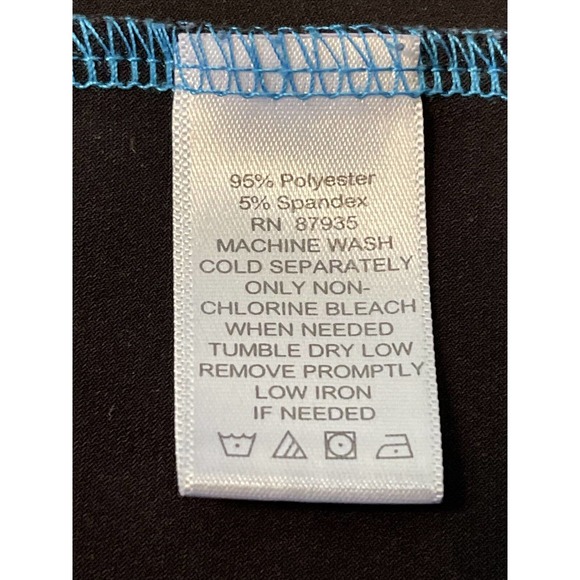 95% Polyester
5% Spandex
RN 87935
MACHINE WASH
COLD SEPARATELY
ONLY NON-
CHLORINE BLEACH
WHEN NEEDED
TUMBLE DRY LOW
REMOVE PROMPTLY
LOW IRON
IF NEEDED